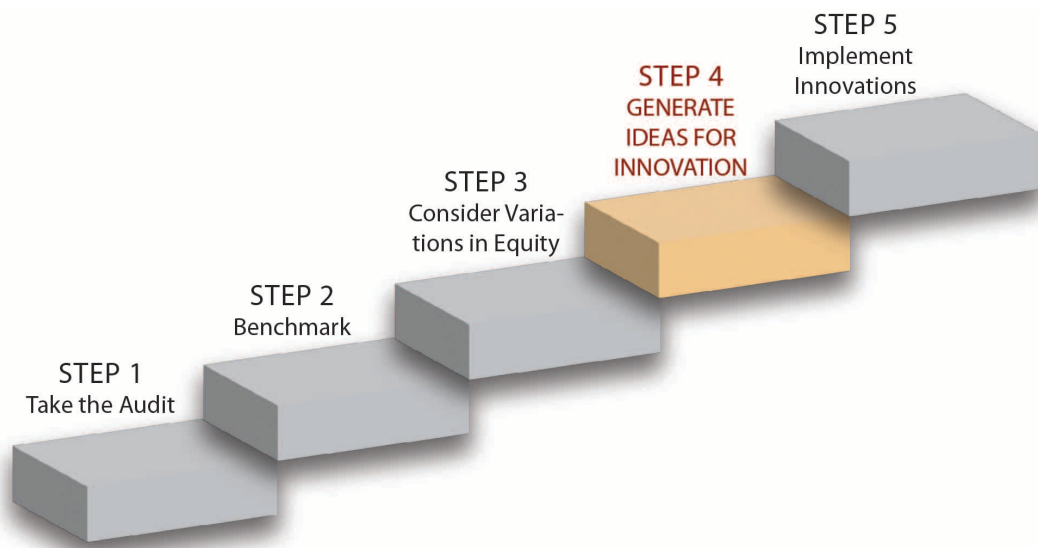 STEP 1
Take the Audit
STEP 2
Benchmark
STEP 3
Consider Varia-
tions in Equity
STEP 4
GENERATE
IDEAS FOR
INNOVATION
STEP 5
Implement
Innovations